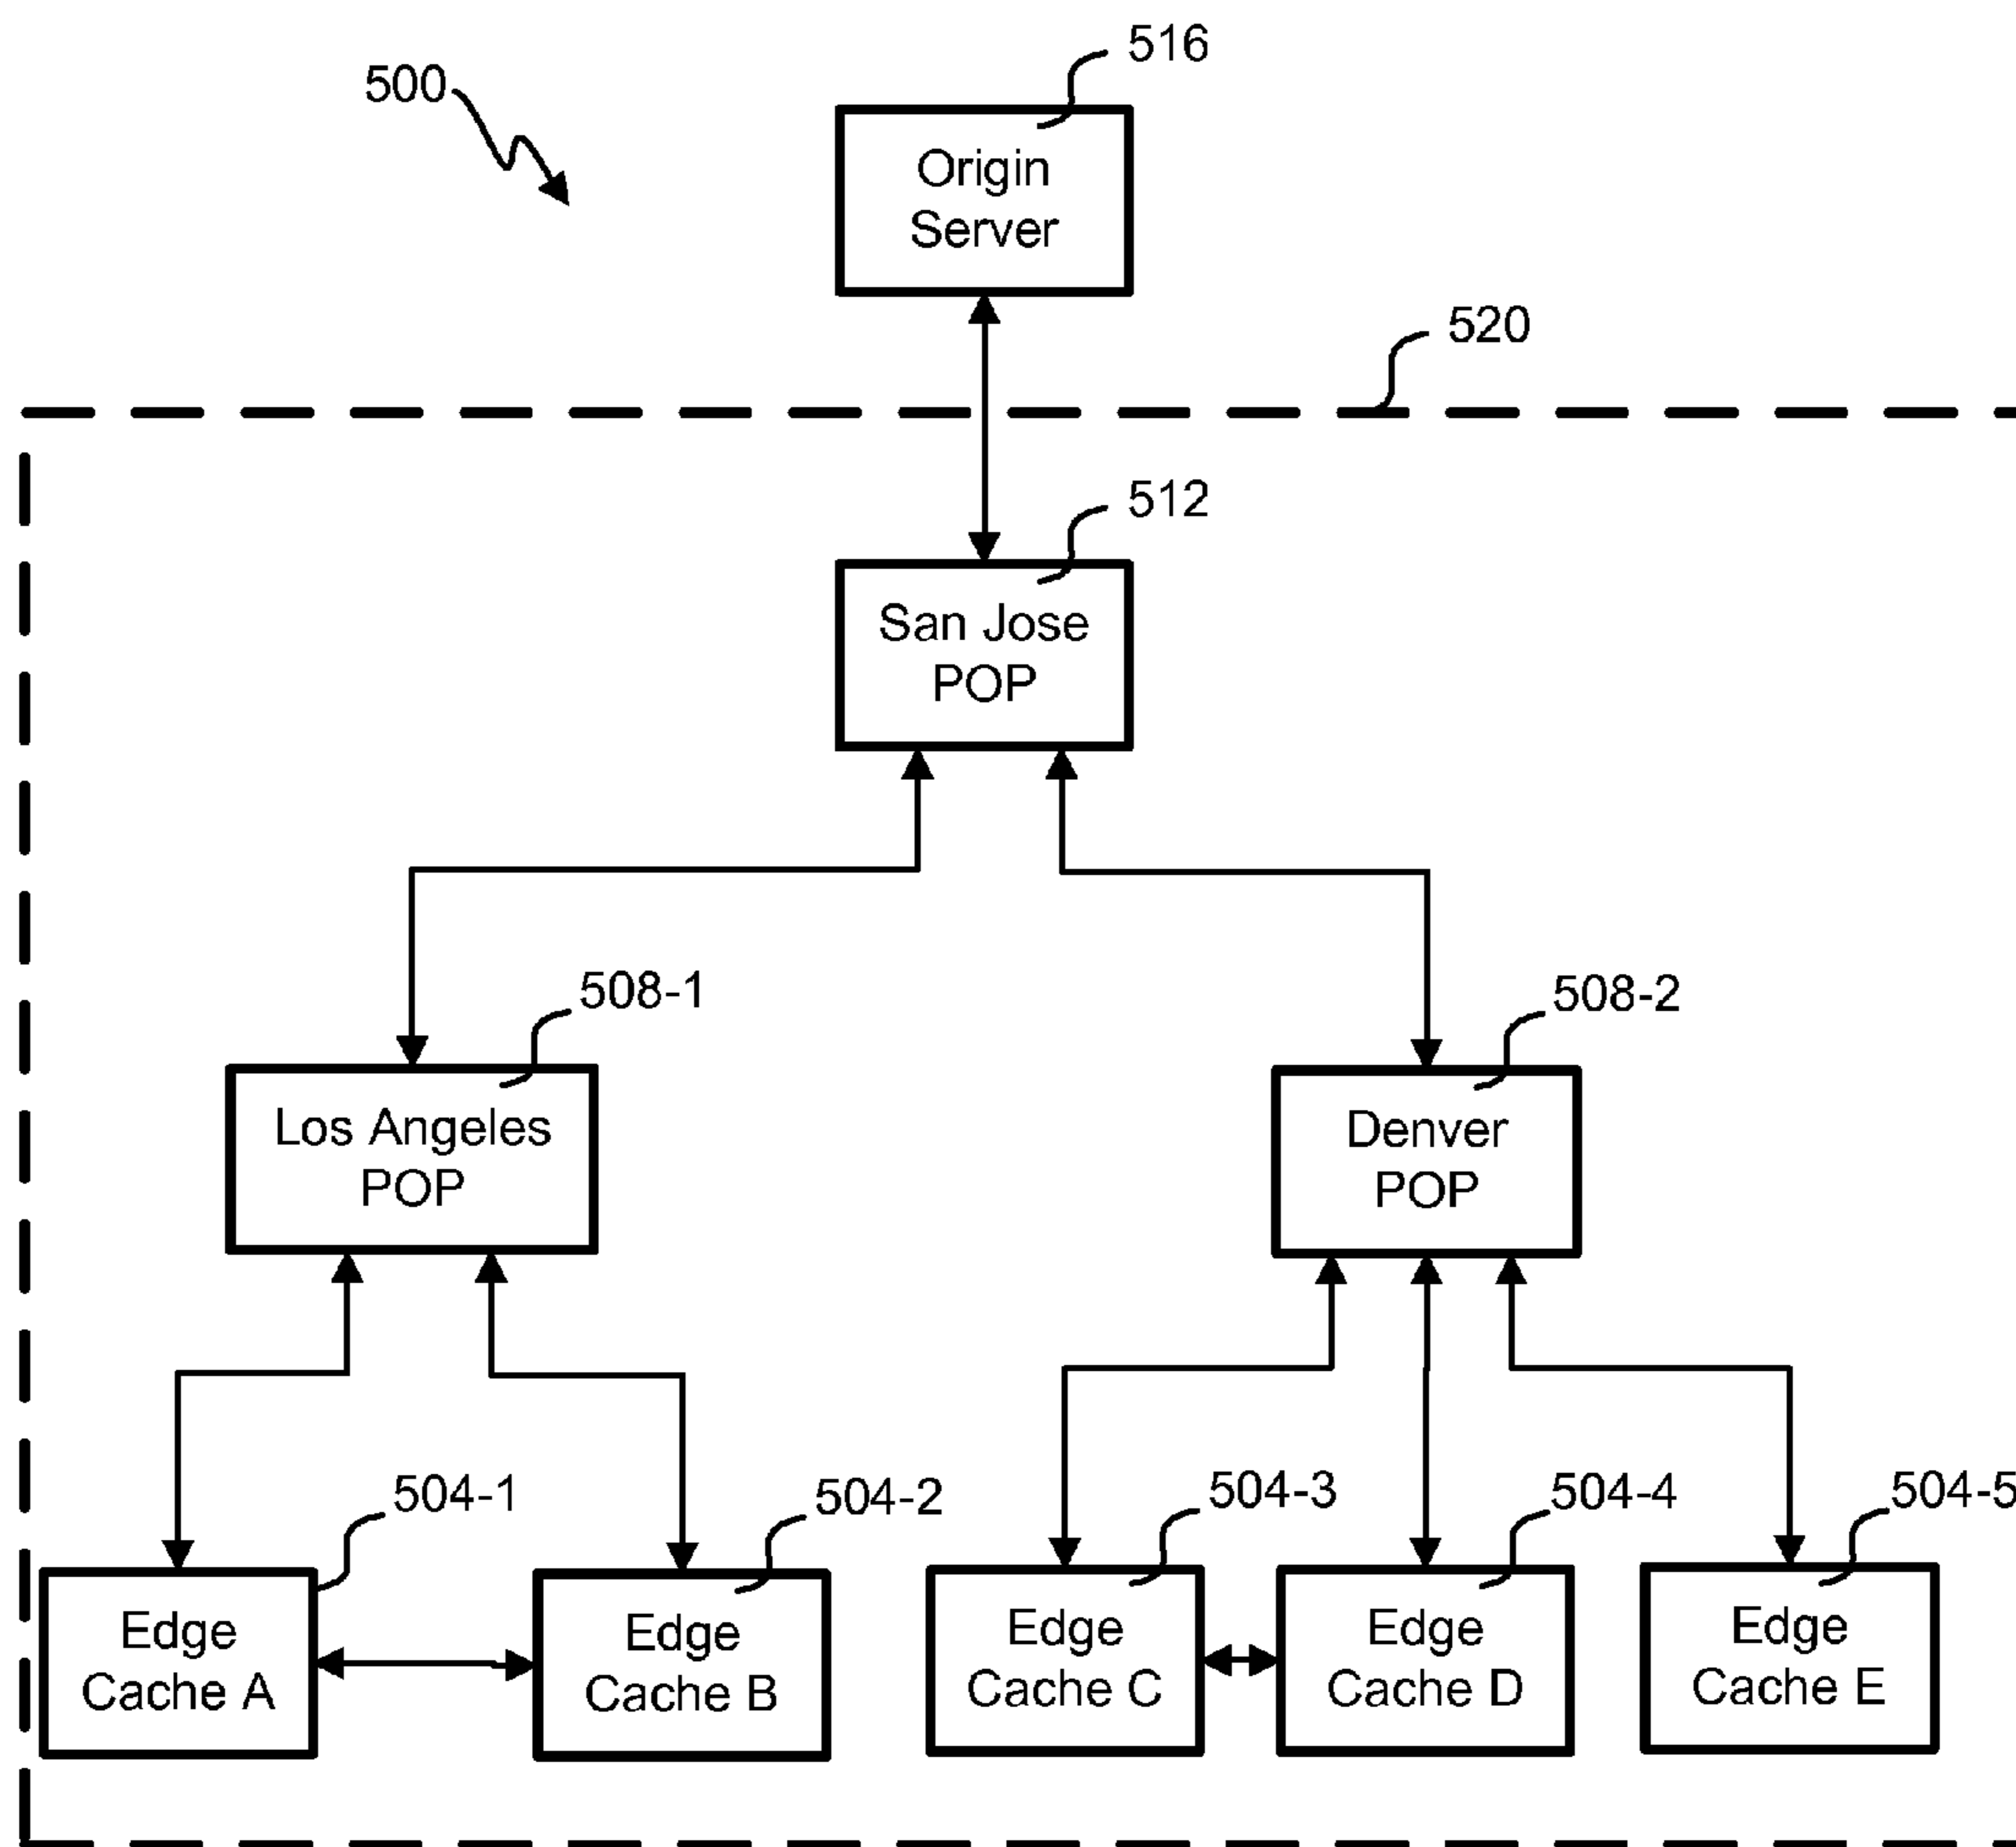 516
500
Origin
Server
520
512
San Jose
POP
508-1
508-2
Los Angeles
POP
Denver
POP
504-1
504-2
504-3
504-4
504-5
Edge
Cache A
Edge
Cache B
Edge
Cache C
Edge
Cache D
Edge
Cache E